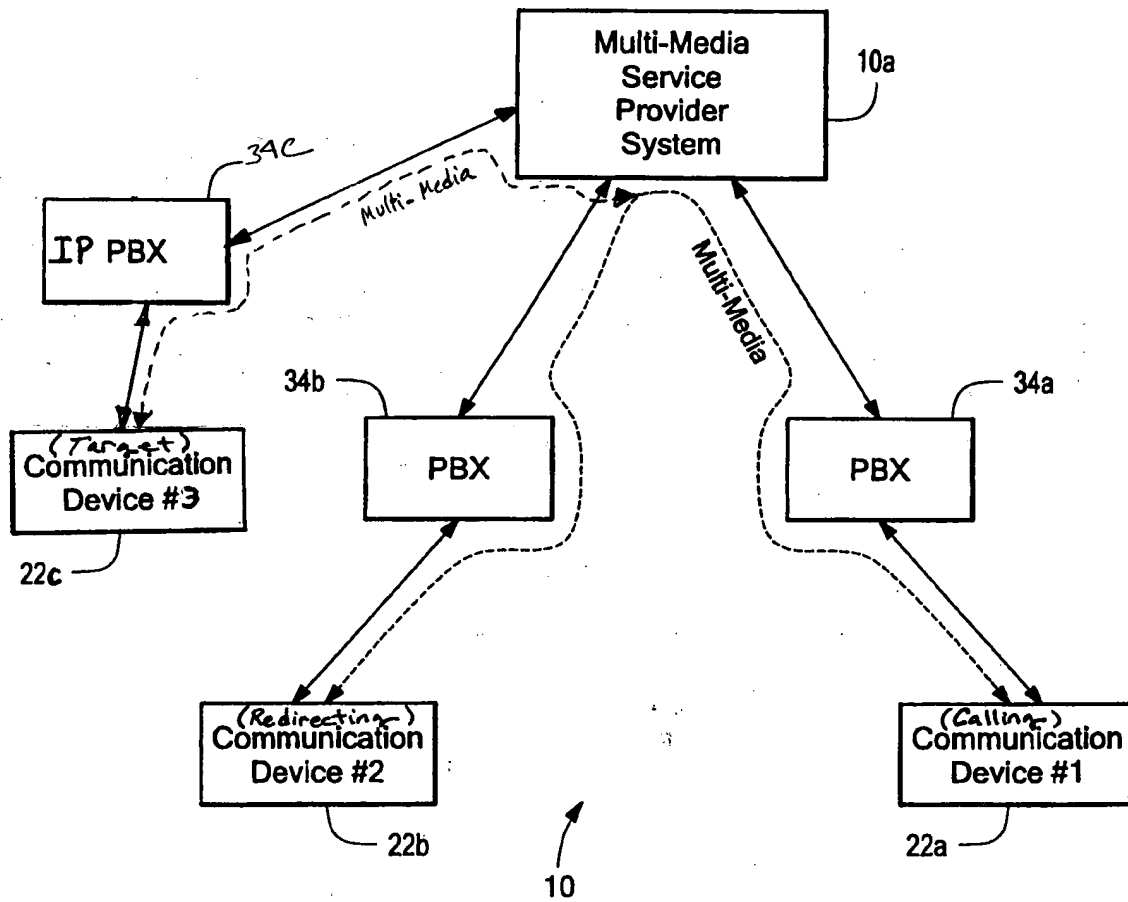 Multi-Media
Service
Provider
System
10a
34C
Multi-Media
IP PBX
Multi-Media
34b
34a
PBX
PBX
(Target)
Communication
Device #3
22c
(Redirecting)
Communication
Device #2
(Calling)
Communication
Device #1
22b
22a
10